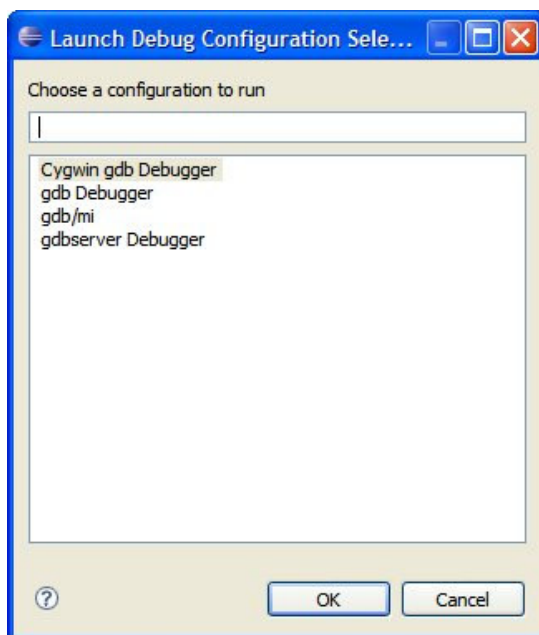 Launch Debug Configuration Sele...
Choose a configuration to run
Cygwin gdb Debugger
gdb Debugger
gdb/mi
gdbserver Debugger
?
OK
Cancel